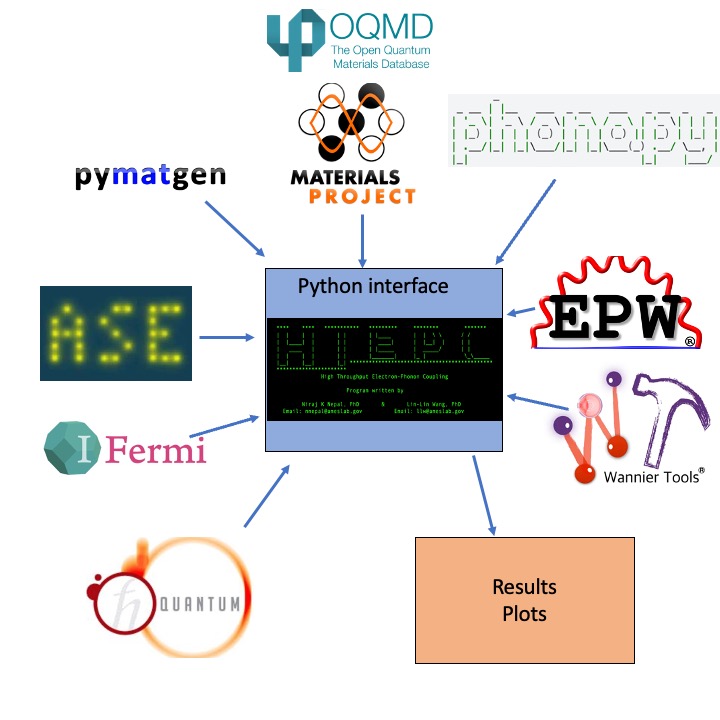 OQMD
The Open Quantum
Materials Database
phonopy
pymatgen
MATERIALS
PROJECT
Python interface
ASE
EPW
®
HTEPC
High Throughput Electron-Phonon Coupling
Program written by
Niraj K Nepal, PhD & Lin-Lin Wang, PhD
Email: nnepal@ameslab.gov Email: llw@ameslab.gov
IFermi
WT
Wannier Tools®
ħ QUANTUM
Results
Plots